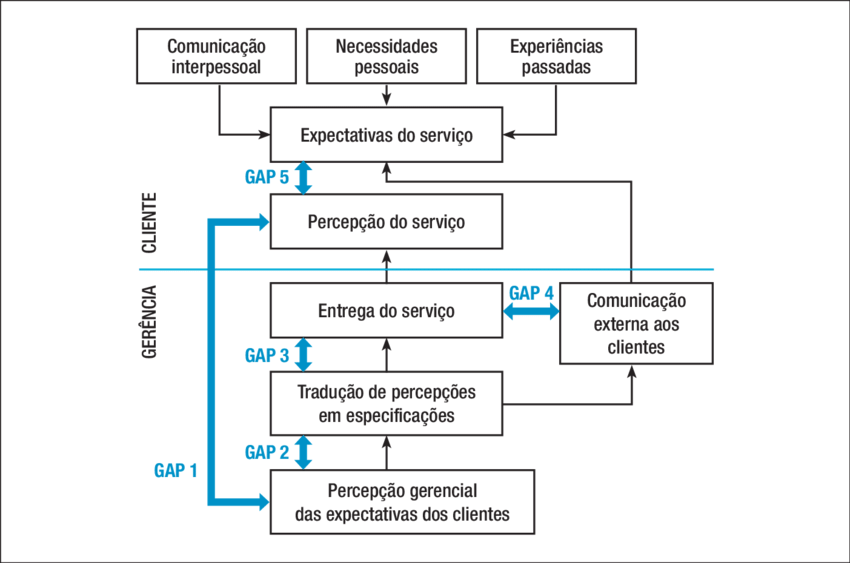 Comunicação
interpessoal
Necessidades
pessoais
Experiências
passadas
Expectativas do serviço
GAP 5
Percepção do serviço
CLIENTE
GERÊNCIA
Entrega do serviço
GAP 4
Comunicação
externa aos
clientes
GAP 3
Tradução de percepções
em especificações
GAP 2
GAP 1
Percepção gerencial
das expectativas dos clientes